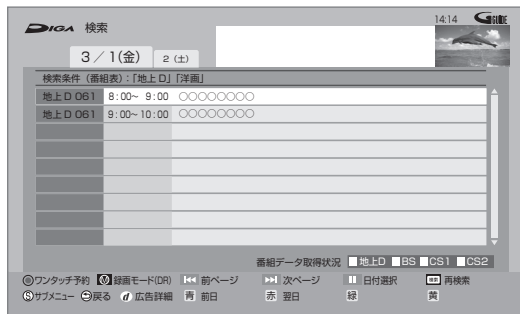 14:14 GGUIDE
DIGA 検索
3／1(金) 2(土)
検索条件（番組表）：「地上D」「洋画」
地上D 061 8:00~ 9:00 ○○○○○○○○
地上D 061 9:00~10:00 ○○○○○○○○
番組データ取得状況 地上D BS CS1 CS2
ワンタッチ予約 録画モード(DR) 前ページ 次ページ 日付選択 再検索
S サブメニュー 戻る d 広告詳細 青 前日 赤 翌日 緑 黄